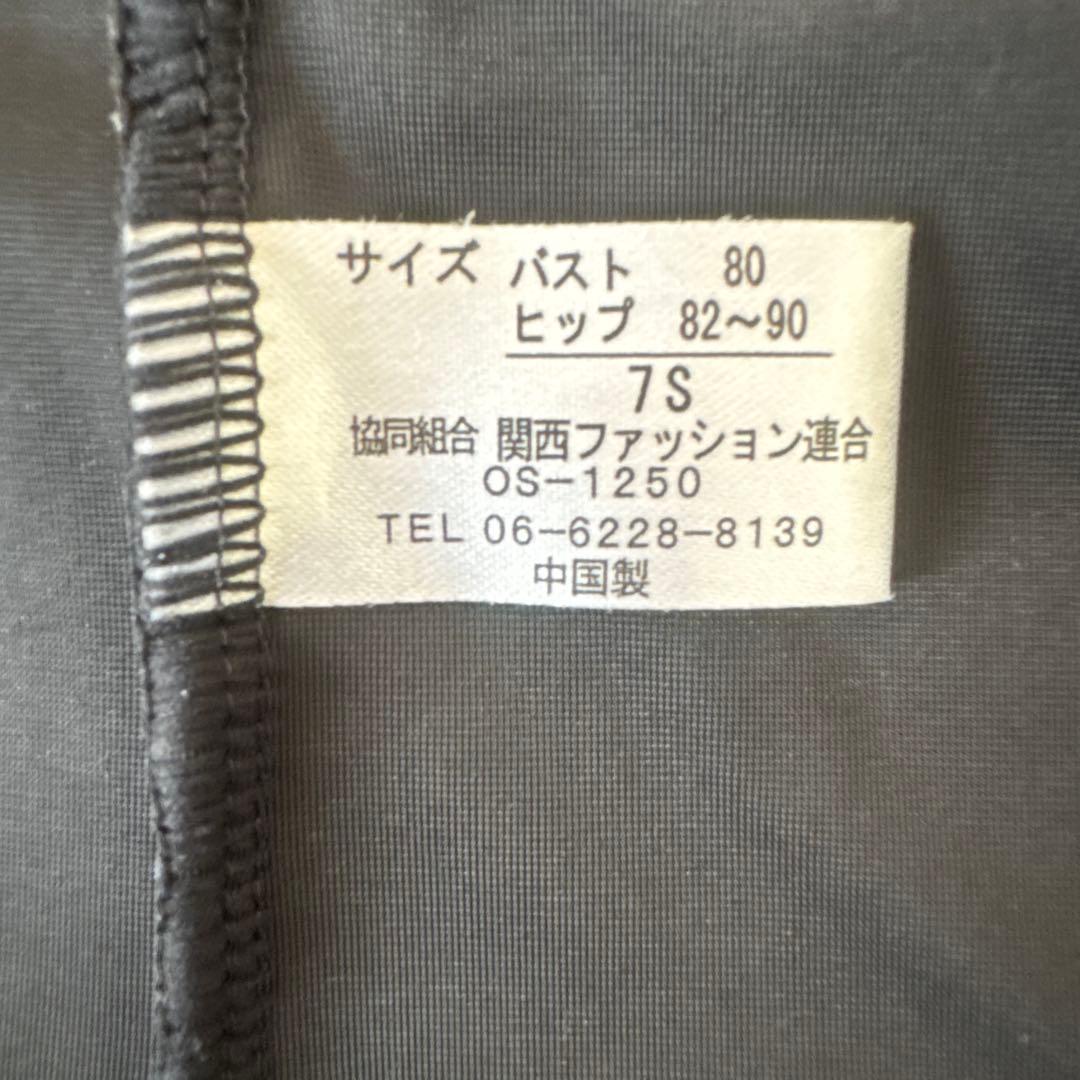 サイズ バスト 80
ヒップ 82〜90
7S
協同組合 関西ファッション連合
OS-1250
TEL 06-6228-8139
中国製